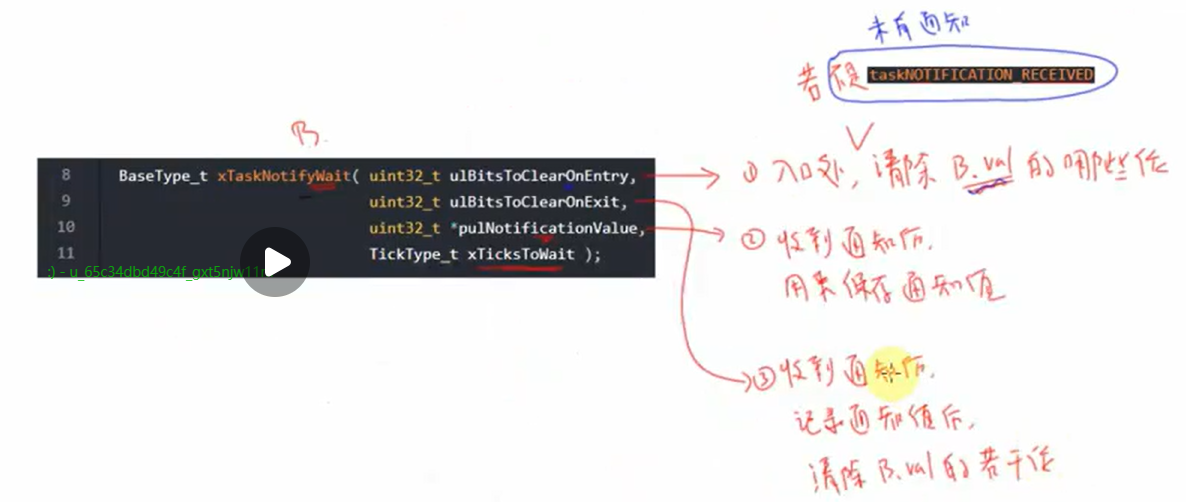 未有通知
若不是 taskNOTIFICATION_RECEIVED
B.
8 BaseType_t xTaskNotifyWait( uint32_t ulBitsToClearOnEntry,
9 uint32_t ulBitsToClearOnExit,
10 uint32_t *pulNotificationValue,
11 TickType_t xTicksToWait );
;) - u_65c34dbd49c4f_gxt5njw11r
① 入口处, 清除 B.val 的哪些位
② 收到通知后,
用来保存通知值
③ 收到通知后,
记录通知值后,
清除 B.val 的若干位